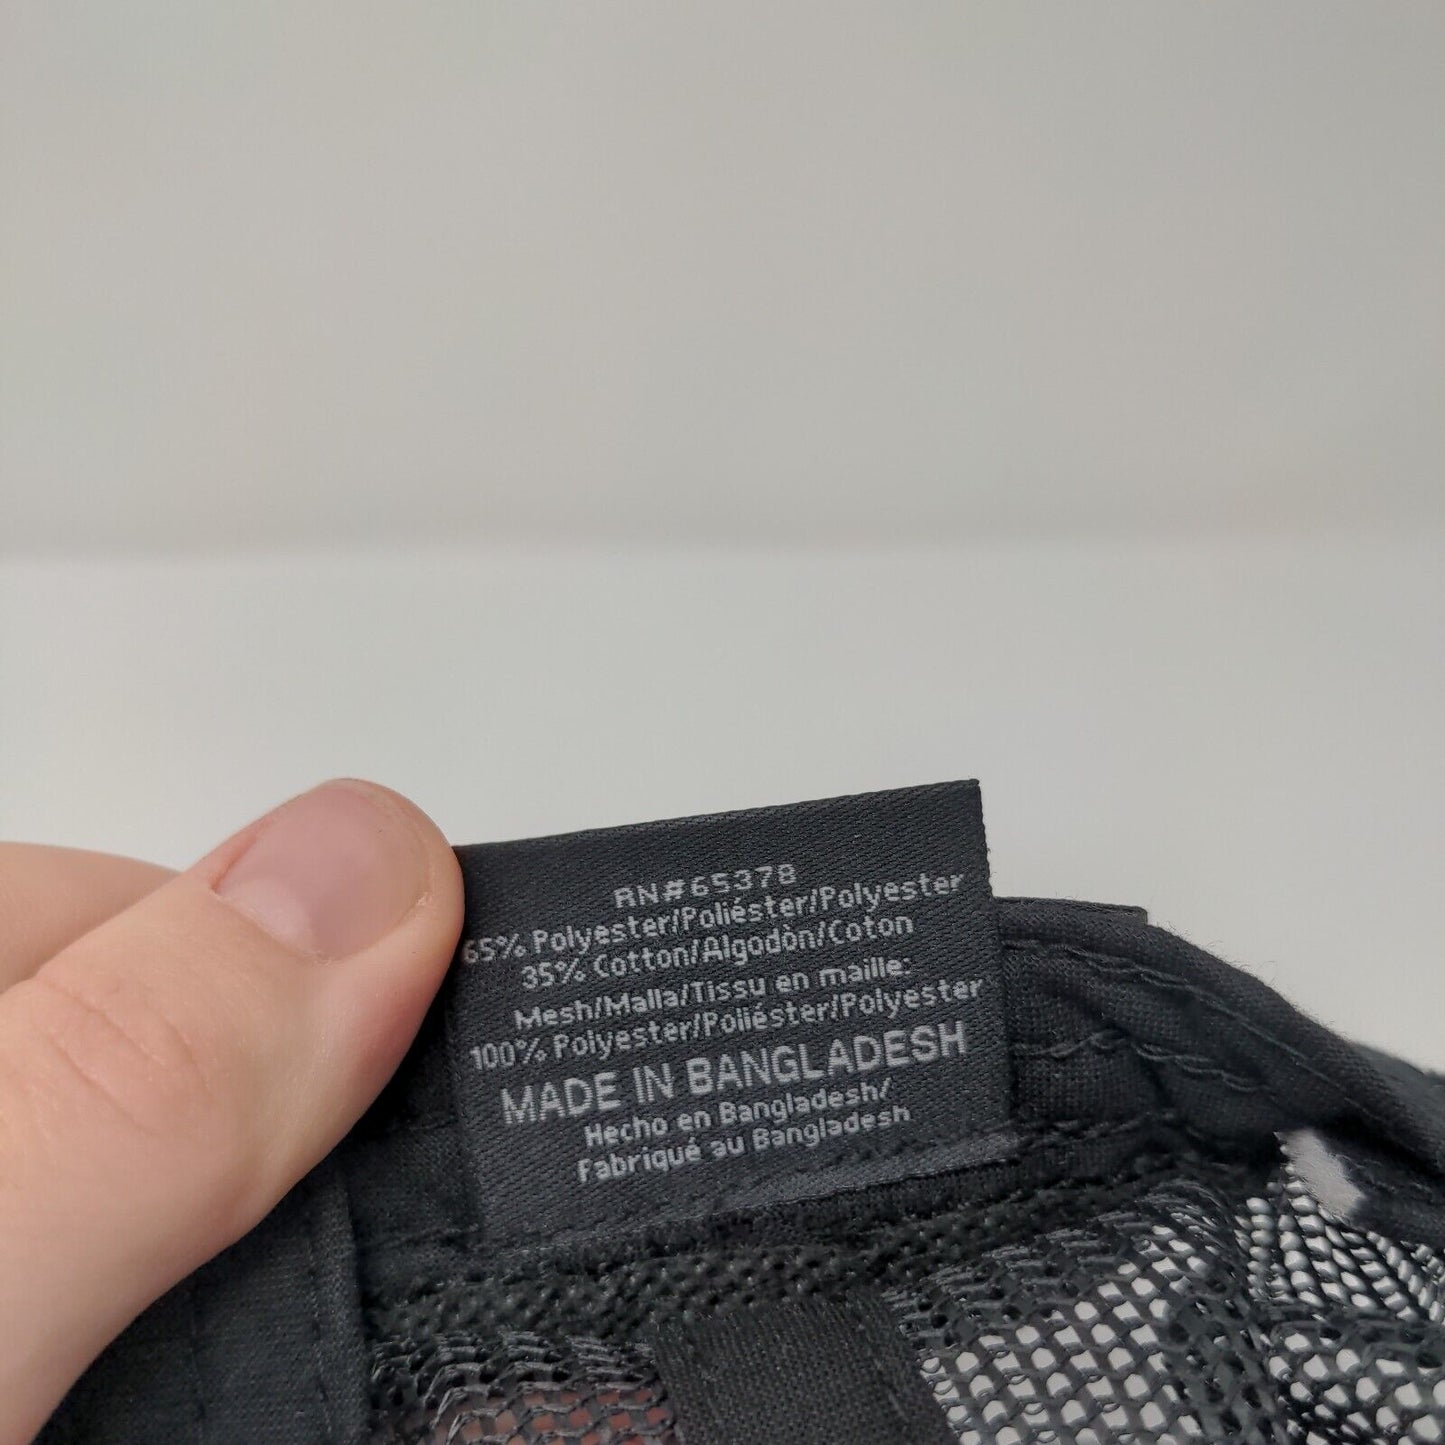 RN#65378
65% Polyester/Poliéster/Polyester
35% Cotton/Algodòn/Coton
Mesh/Malla/Tissu en maille:
100% Polyester/Poliéster/Polyester
MADE IN BANGLADESH
Hecho en Bangladesh/
Fabriqué au Bangladesh